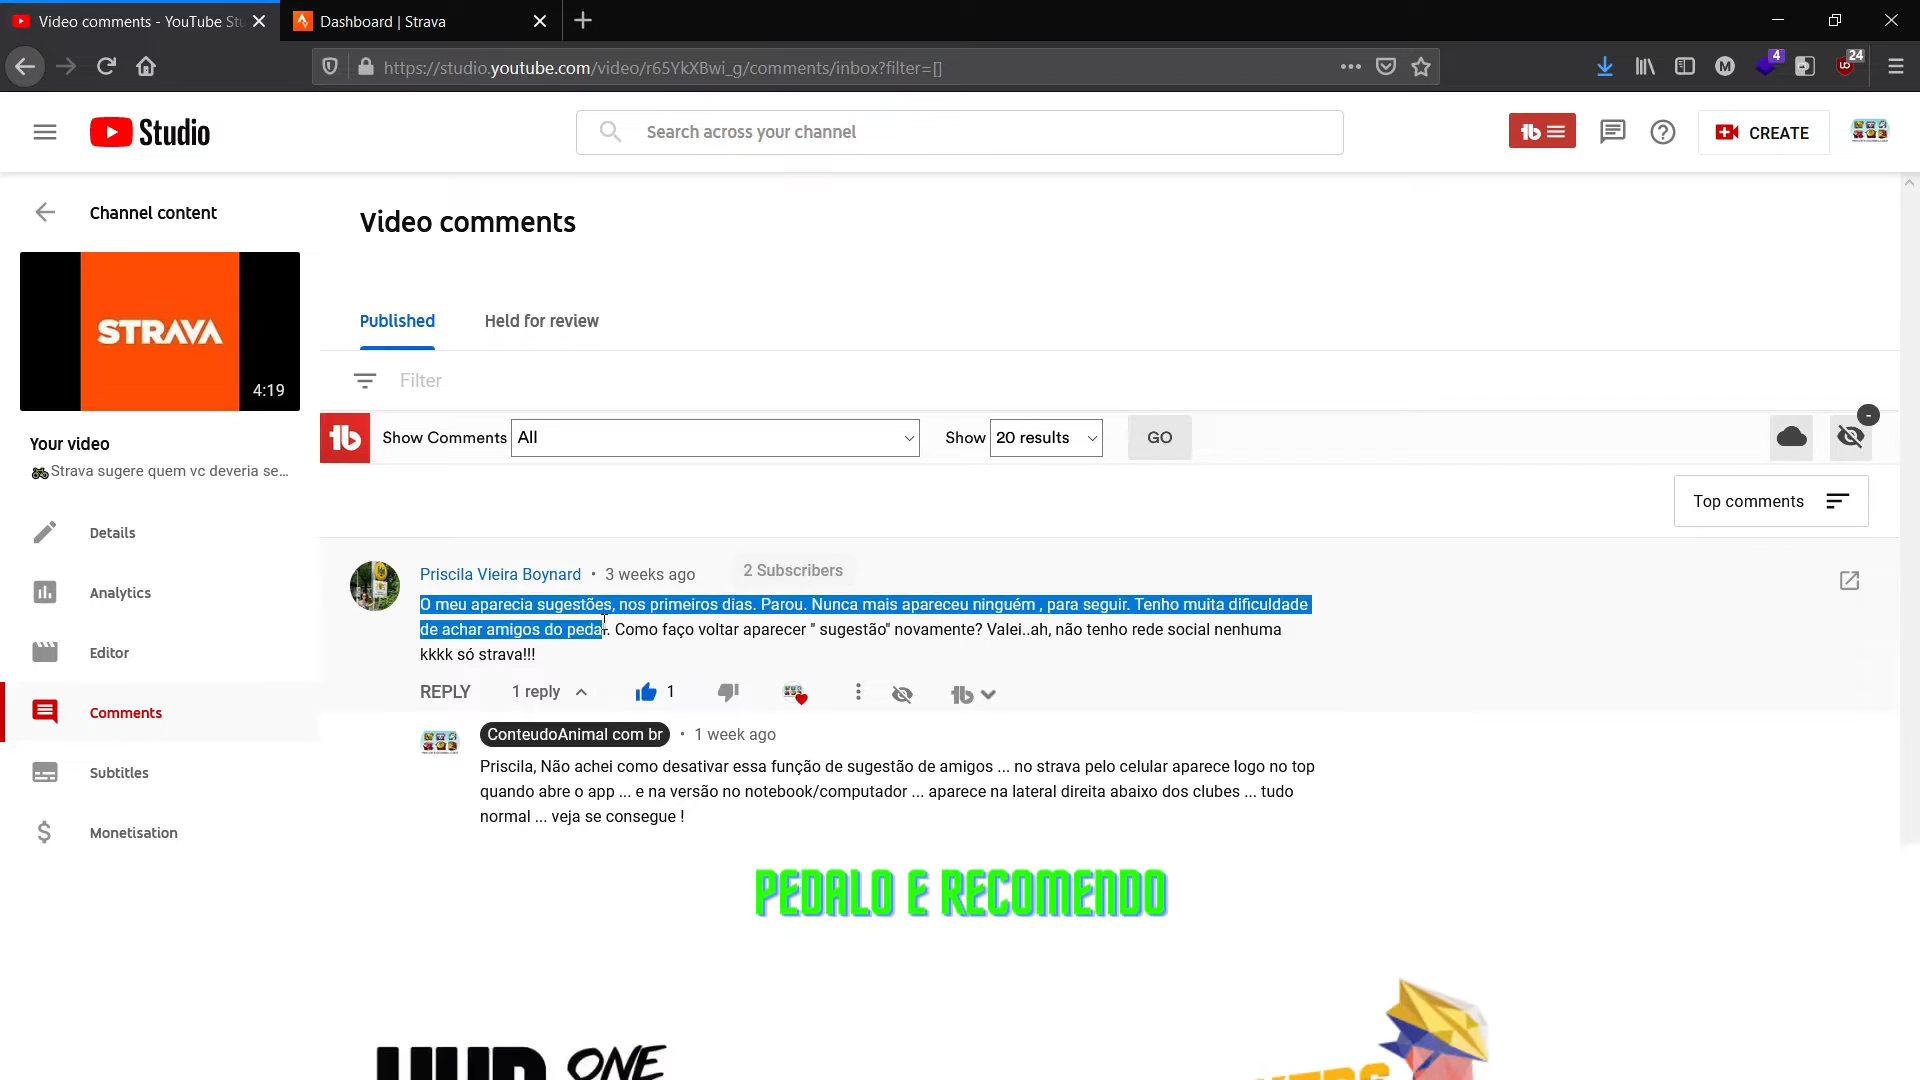 Video comments - YouTube Stu
Dashboard | Strava
https://studio.youtube.com/video/r65YkXBwi_g/comments/inbox?filter=[]
4
24
Studio
Search across your channel
CREATE
Channel content
Video comments
STRAVA
4:19
Published
Held for review
Filter
Show Comments
All
Show
20 results
GO
-
Your video
Strava sugere quem vc deveria se...
Top comments
Details
Analytics
Editor
Comments
Subtitles
Monetisation
Priscila Vieira Boynard • 3 weeks ago
2 Subscribers
O meu aparecia sugestões, nos primeiros dias. Parou. Nunca mais apareceu ninguém , para seguir. Tenho muita dificuldade
de achar amigos do pedal. Como faço voltar aparecer " sugestão" novamente? Valei..ah, não tenho rede social nenhuma
kkkk só strava!!!
REPLY
1 reply
1
ConteudoAnimal com br • 1 week ago
Priscila, Não achei como desativar essa função de sugestão de amigos ... no strava pelo celular aparece logo no top
quando abre o app ... e na versão no notebook/computador ... aparece na lateral direita abaixo dos clubes ... tudo
normal ... veja se consegue !
PEDALO E RECOMENDO
ONE